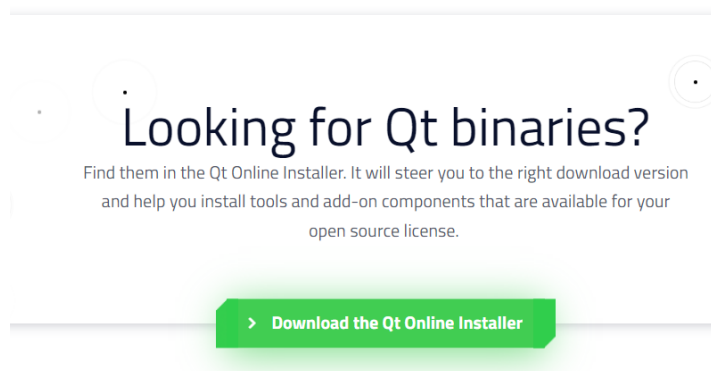 Looking for Qt binaries?
Find them in the Qt Online Installer. It will steer you to the right download version
and help you install tools and add-on components that are available for your
open source license.
Download the Qt Online Installer